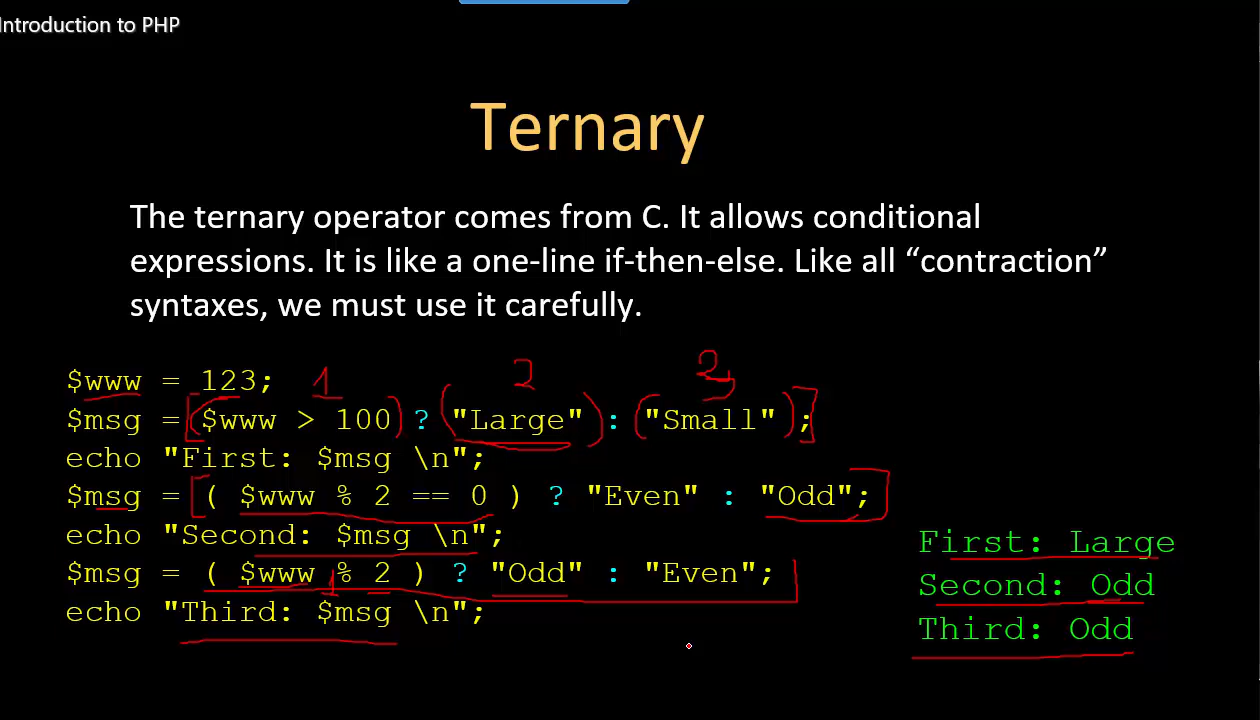 Introduction to PHP
Ternary
The ternary operator comes from C. It allows conditional
expressions. It is like a one-line if-then-else. Like all “contraction”
syntaxes, we must use it carefully.
1 2 2
$www = 123;
$msg = $www > 100 ? "Large" : "Small" ;
echo "First: $msg \n";
$msg = ( $www % 2 == 0 ) ? "Even" : "Odd";
echo "Second: $msg \n";
$msg = ( $www % 2 ) ? "Odd" : "Even";
1
echo "Third: $msg \n";
First: Large
Second: Odd
Third: Odd